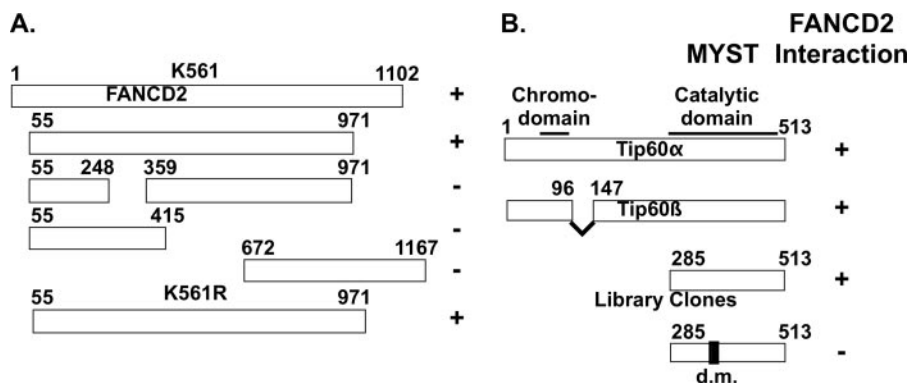 A.
K561
1 1102
FANCD2 +
55 971
+
55 248 359 971
-
55 415
-
672 1167
-
K561R
55 971
+
B.
FANCD2
MYST Interaction
Chromo-
domain
Catalytic
domain
1 513
Tip60α +
96 147
Tip60ß +
285 513
+
Library Clones
285 513
-
d.m.